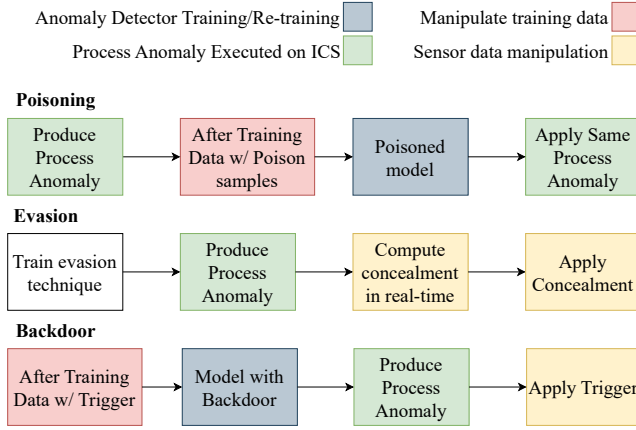 Anomaly Detector Training/Re-training
Manipulate training data
Process Anomaly Executed on ICS
Sensor data manipulation
Poisoning
Produce
Process
Anomaly
After Training
Data w/ Poison
samples
Poisoned
model
Apply Same
Process
Anomaly
Evasion
Train evasion
technique
Produce
Process
Anomaly
Compute
concealment
in real-time
Apply
Concealment
Backdoor
After Training
Data w/ Trigger
Model with
Backdoor
Produce
Process
Anomaly
Apply Trigger